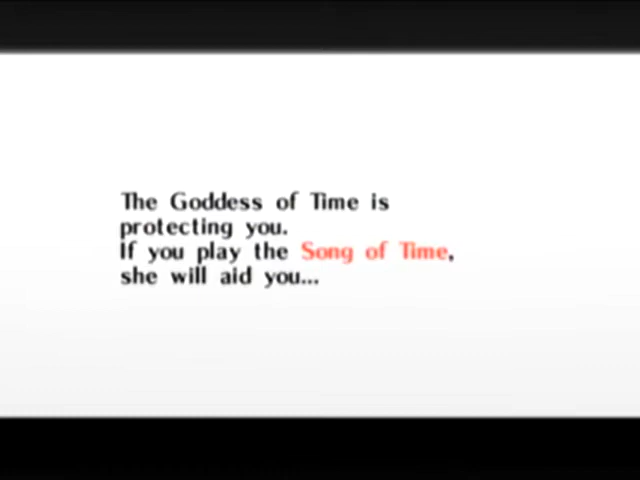 The Goddess of Time is
protecting you.
If you play the Song of Time,
she will aid you...